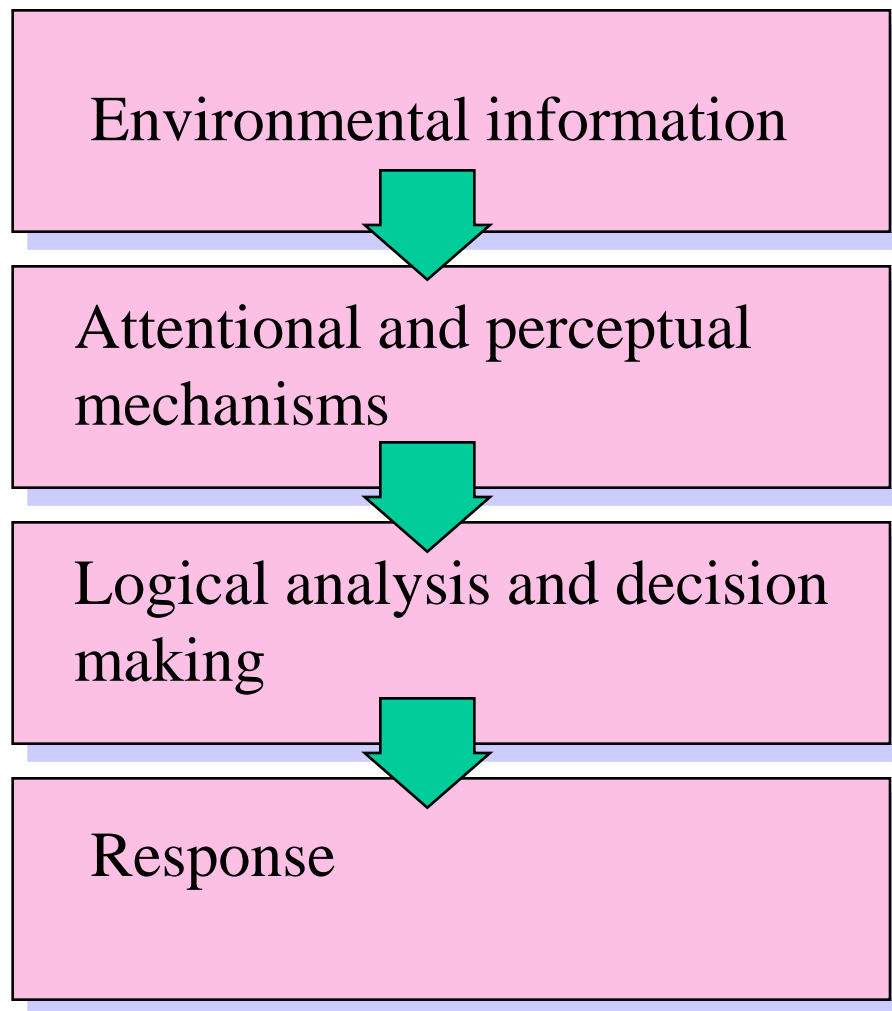 Environmental information
Attentional and perceptual
mechanisms
Logical analysis and decision
making
Response